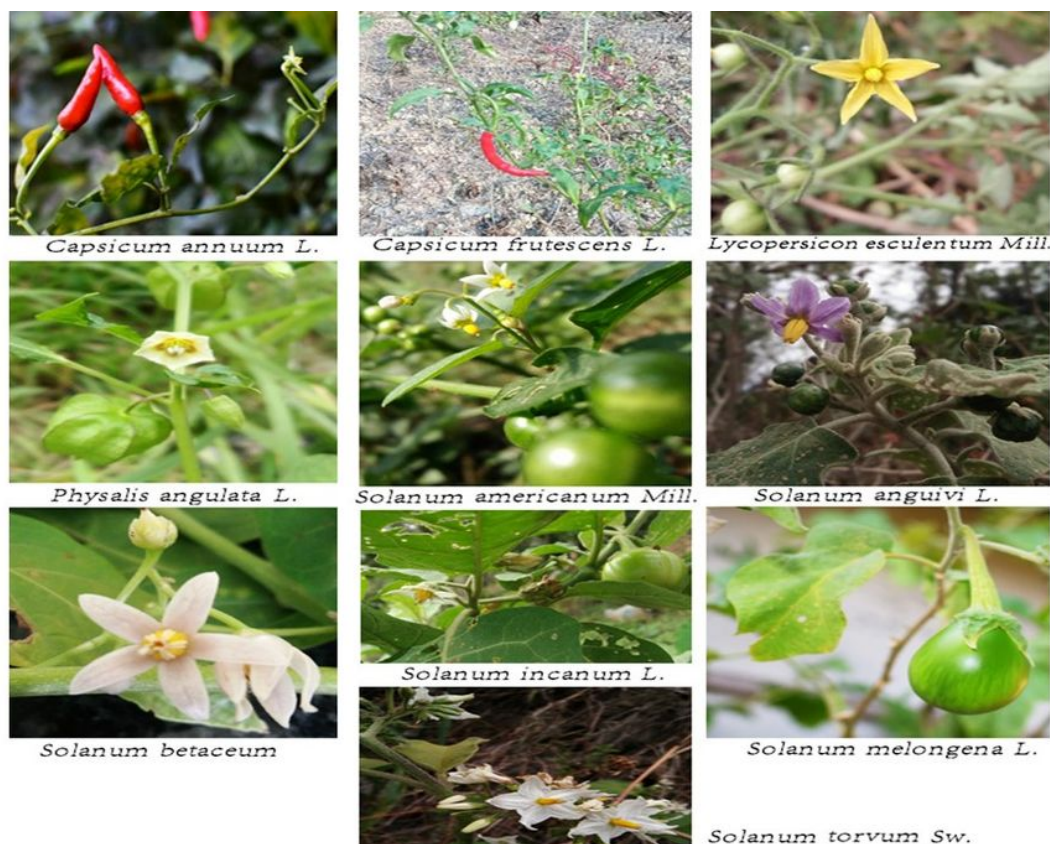 Capsicum annuum L.
Capsicum frutescens L.
Lycopersicon esculentum Mill.
Physalis angulata L.
Solanum americanum Mill.
Solanum anguivi L.
Solanum betaceum
Solanum incanum L.
Solanum melongena L.
Solanum torvum Sw.